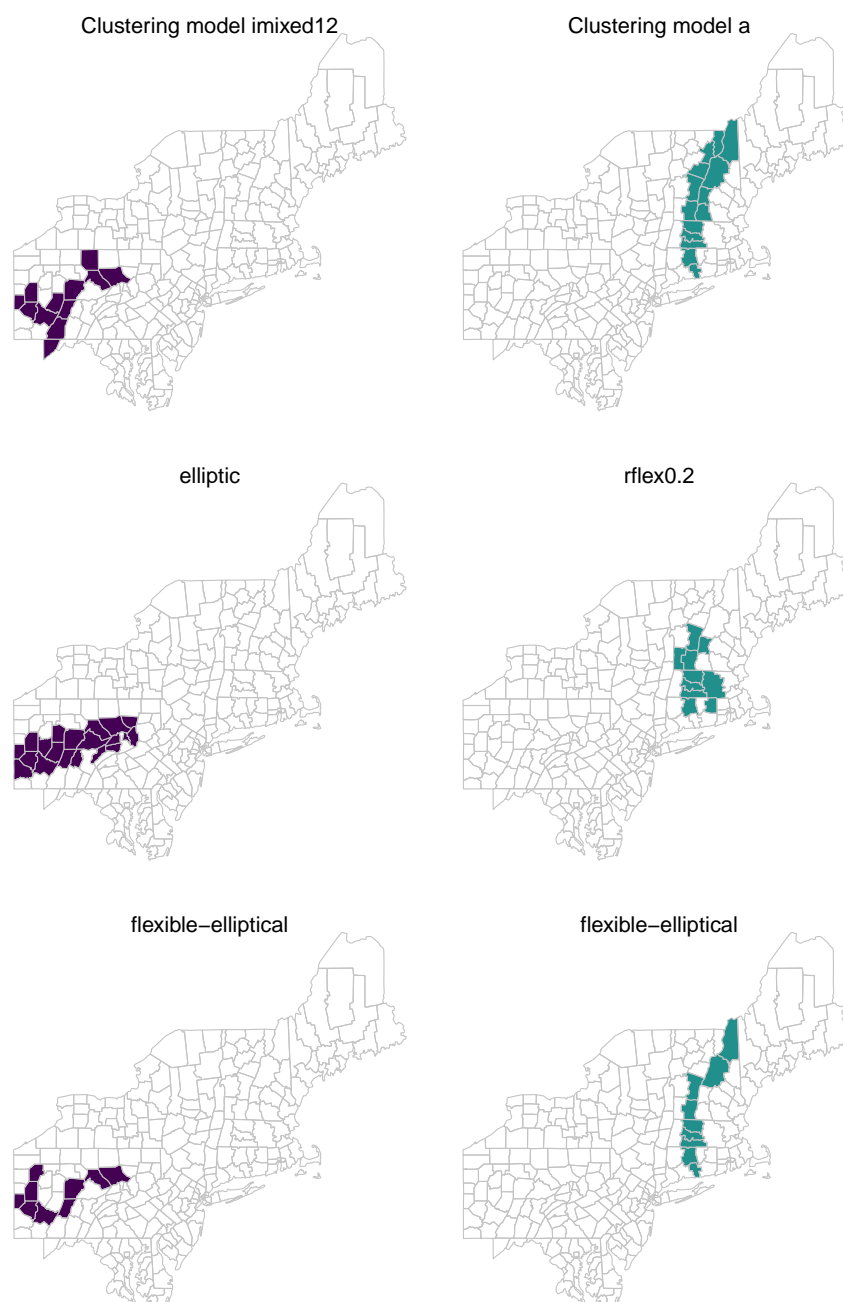 Clustering model imixed12
Clustering model a
elliptic
rflex0.2
flexible−elliptical
flexible−elliptical